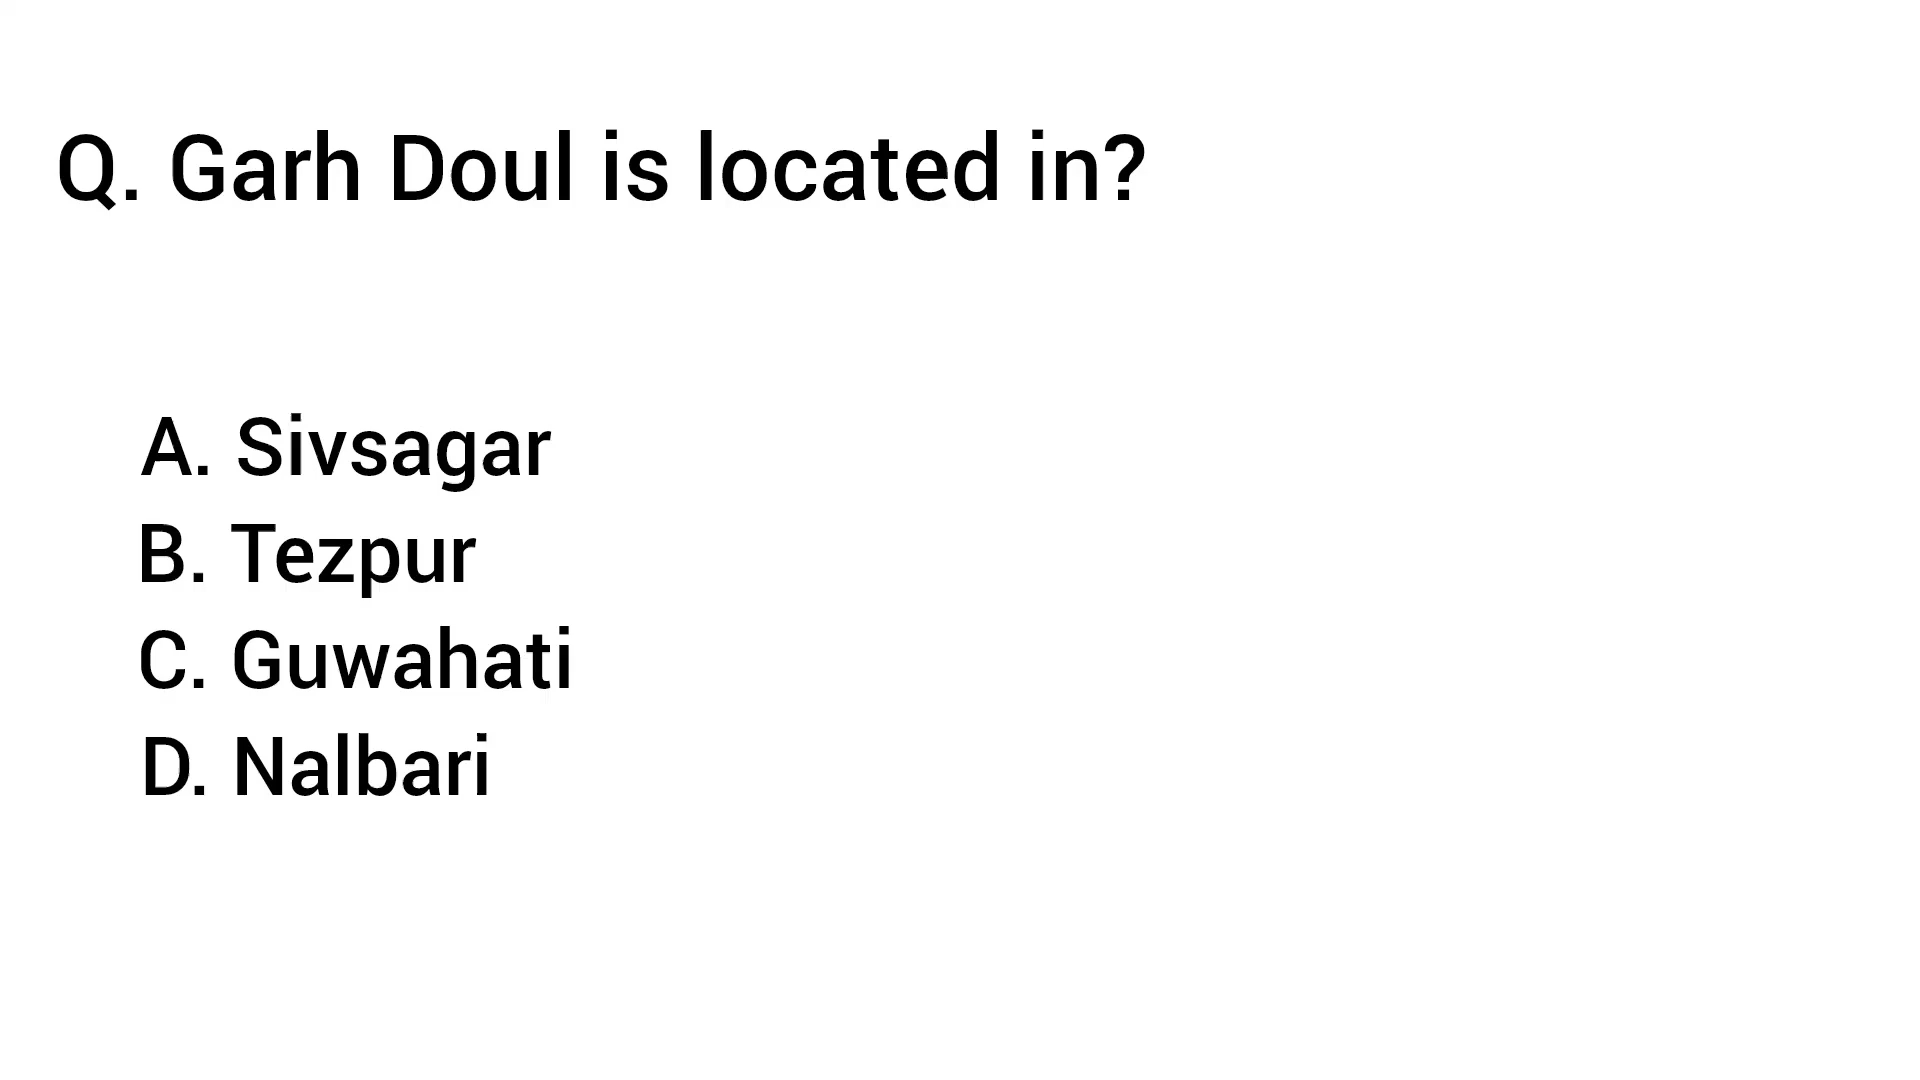 Q. Garh Doul is located in?
A. Sivsagar
B. Tezpur
C. Guwahati
D. Nalbari